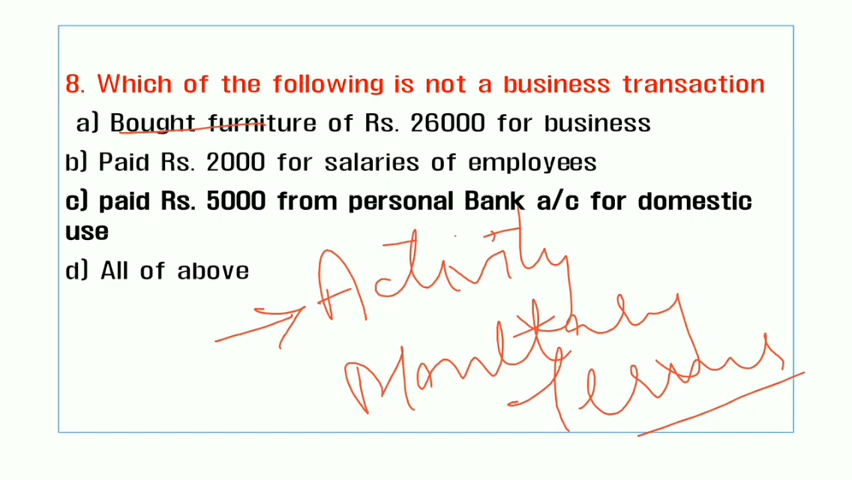 8. Which of the following is not a business transaction
a) Bought furniture of Rs. 26000 for business
b) Paid Rs. 2000 for salaries of employees
c) paid Rs. 5000 from personal Bank a/c for domestic
use
d) All of above
Activity
Monetary
Terms